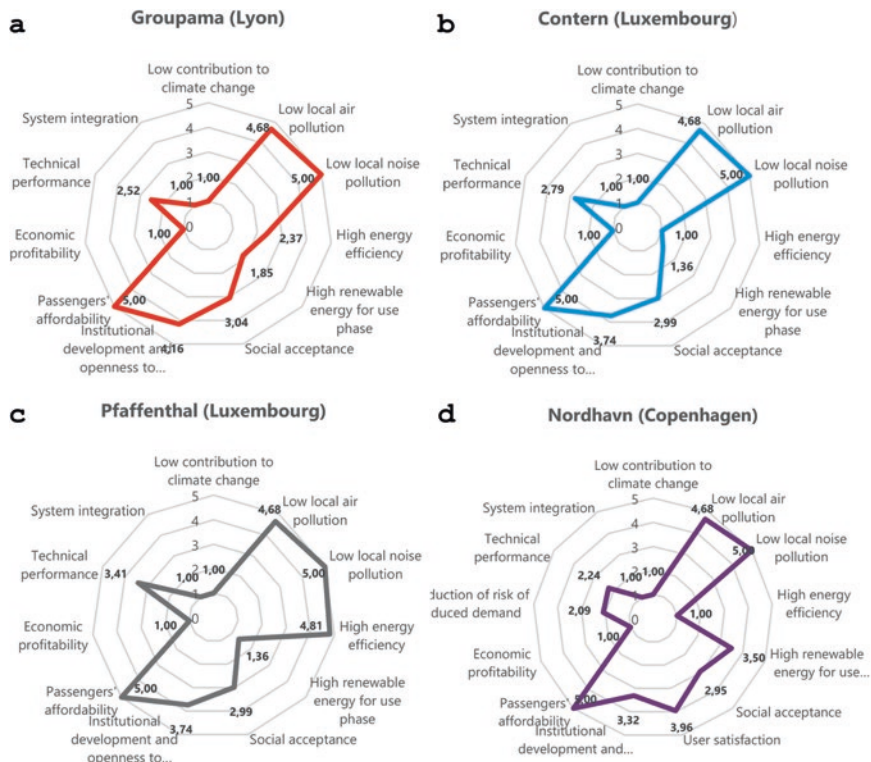 a
Groupama (Lyon)
Low contribution to
climate change
5
4
3
2
1
System integration
Low local air
pollution
4,68
Technical
performance
Low local noise
pollution
2,52
1,00
1,00
5,00
Economic
profitability
1,00
2,37
High energy
efficiency
1,85
High renewable
energy for use
phase
Passengers'
affordability
5,00
Institutional
development and
openness to...
4,16
3,04
Social acceptance
b
Contern (Luxembourg)
Low contribution to
climate change
5
4
3
2
1
System integration
4,68
Low local air
pollution
Technical
performance
Low local noise
pollution
2,79
1,00
1,00
5,00
Economic
profitability
1,00
1,00
High energy
efficiency
1,36
High renewable
energy for use
phase
Passengers'
affordability
5,00
Institutional
development and
openness to...
3,74
2,99
Social acceptance
c
Pfaffenthal (Luxembourg)
Low contribution to
climate change
5
4
3
2
1
System integration
4,68
Low local air
pollution
Technical
performance
3,41
Low local noise
pollution
1,00
1,00
5,00
Economic
profitability
1,00
4,81
High energy
efficiency
1,36
High renewable
energy for use
phase
Passengers'
affordability
5,00
Institutional
development and
openness to...
3,74
2,99
Social acceptance
d
Nordhavn (Copenhagen)
Low contribution to
climate change
5
4
3
2
1
System integration
4,68
Low local air
pollution
Technical
performance
5,00
Low local noise
pollution
2,24
1,00
1,00
duction of risk of
duced demand
2,09
1,00
High energy
efficiency
1,00
Economic
profitability
3,50
High renewable
energy for use...
2,95
Passengers'
affordability
5,00
Social acceptance
Institutional
development and...
3,32
3,96
User satisfaction